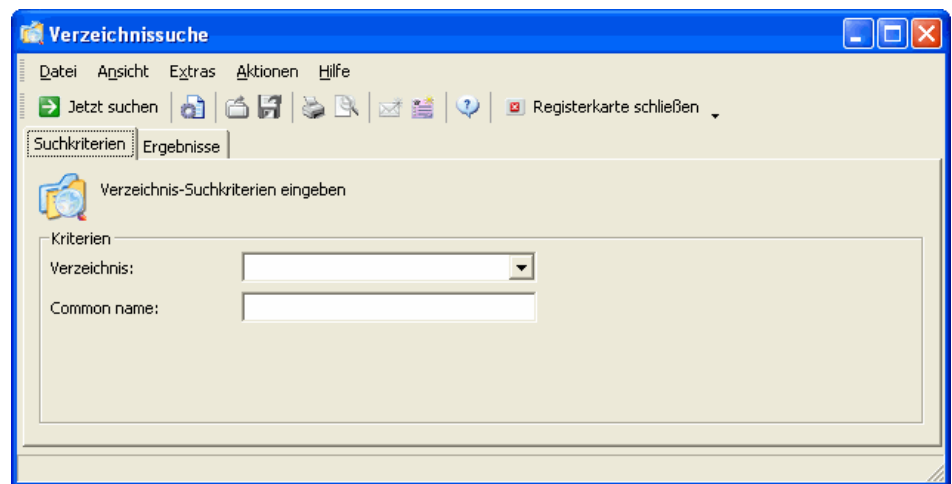 Verzeichnissuche
Datei Ansicht Extras Aktionen Hilfe
Jetzt suchen Registerkarte schließen
Suchkriterien Ergebnisse
Verzeichnis-Suchkriterien eingeben
Kriterien
Verzeichnis:
Common name: